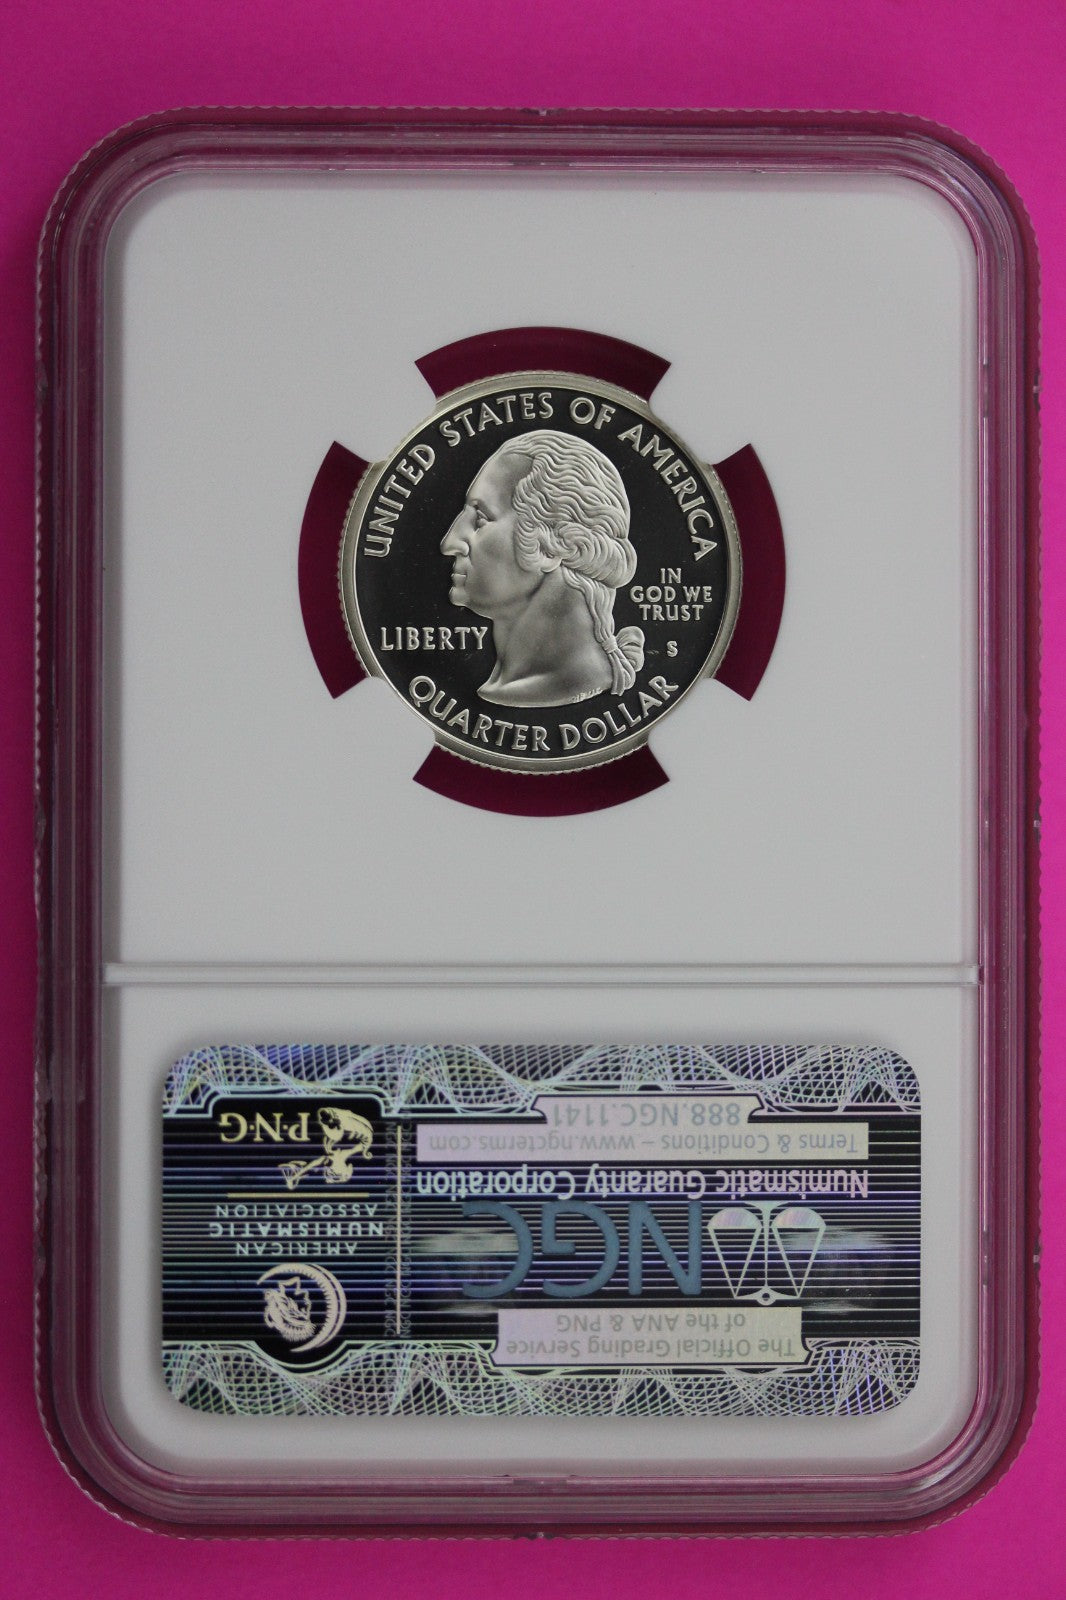 UNITED STATES OF AMERICA
IN
GOD WE
TRUST
LIBERTY
S
QUARTER DOLLAR
The Official Grading Service
of the ANA & PNG
NGC
Numismatic Guaranty Corporation
Terms & Conditions – www.ngcterms.com
888.NGC.1141
AMERICAN
NUMISMATIC
ASSOCIATION
P·N·G